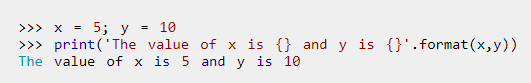 >>> x = 5; y = 10
>>> print('The value of x is {} and y is {}'.format(x,y))
The value of x is 5 and y is 10